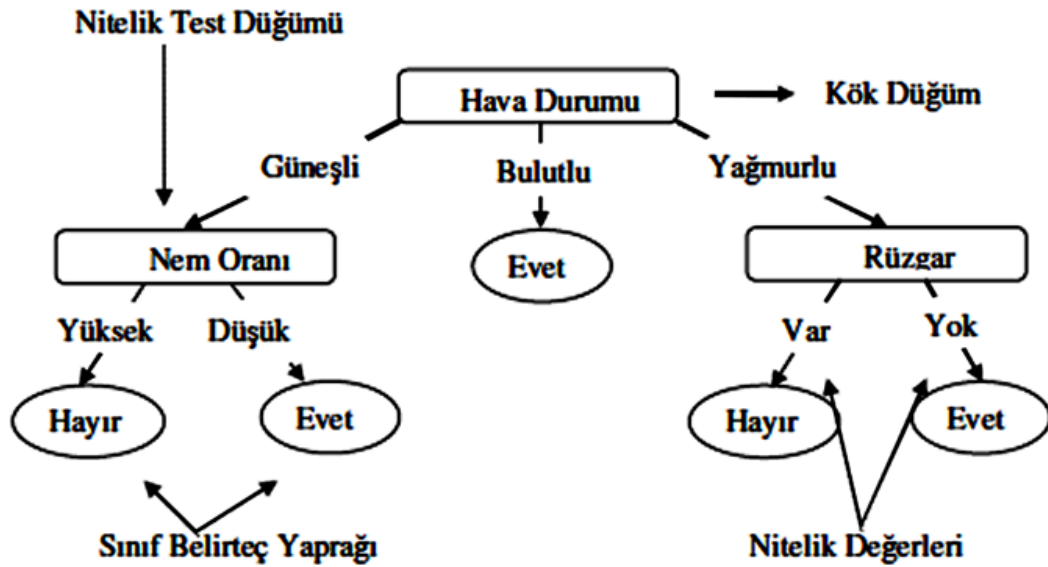 Nitelik Test Düğümü
Hava Durumu
Kök Düğüm
Güneşli
Bulutlu
Yağmurlu
Nem Oranı
Evet
Rüzgar
Yüksek
Düşük
Var
Yok
Hayır
Evet
Hayır
Evet
Sınıf Belirteç Yaprağı
Nitelik Değerleri